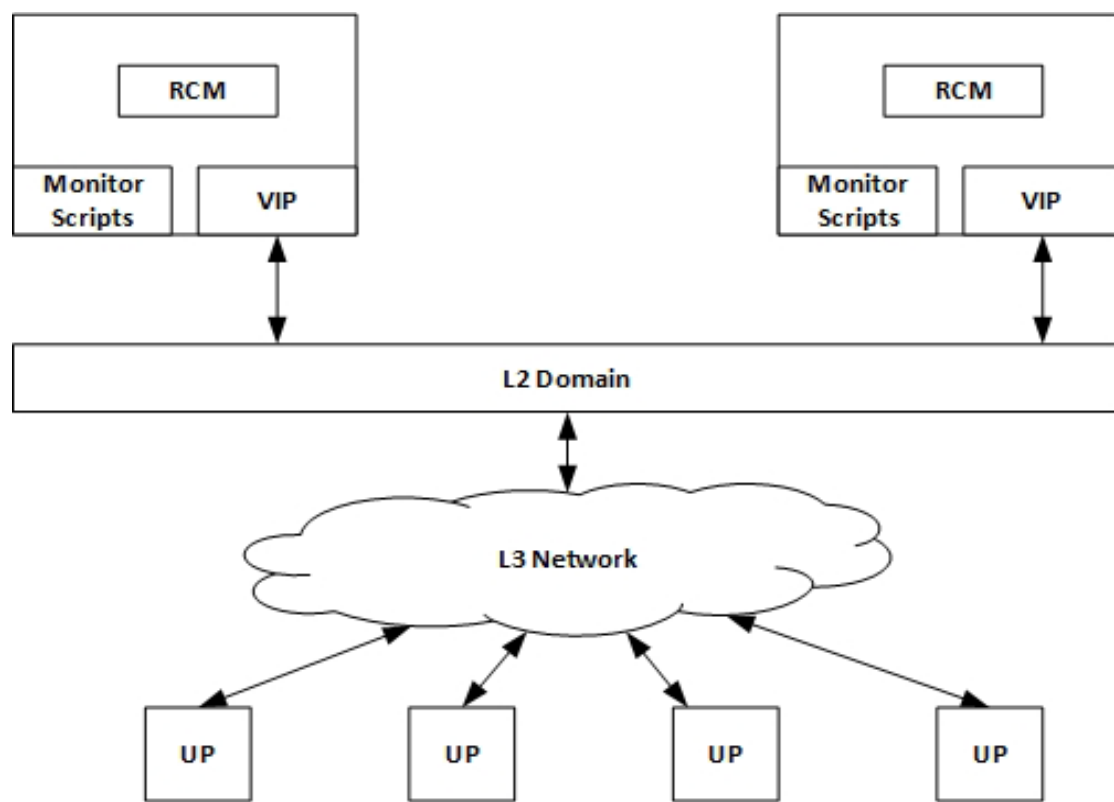 RCM
RCM
Monitor
Scripts
VIP
Monitor
Scripts
VIP
L2 Domain
L3 Network
UP
UP
UP
UP